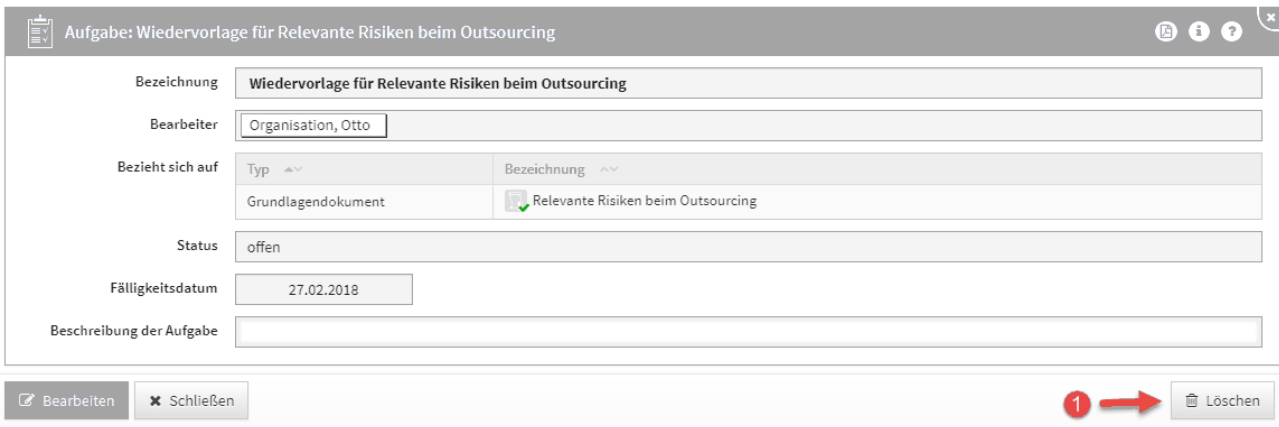 Aufgabe: Wiedervorlage für Relevante Risiken beim Outsourcing
Bezeichnung Wiedervorlage für Relevante Risiken beim Outsourcing
Bearbeiter Organisation, Otto
Bezieht sich auf Typ Bezeichnung
Grundlagendokument Relevante Risiken beim Outsourcing
Status offen
Fälligkeitsdatum 27.02.2018
Beschreibung der Aufgabe
Bearbeiten Schließen 1 Löschen